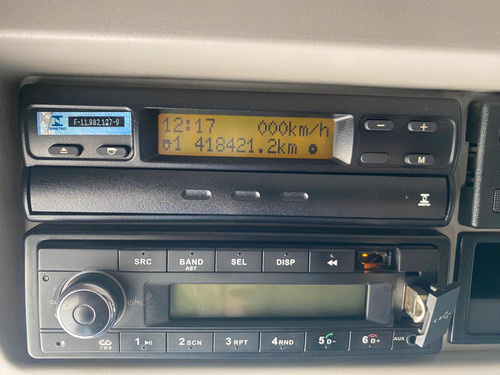 F-11.982.127-9
INMETRO
12:17 000km/h
1 418421.2km
M
SRC BAND SEL DISP
AST
1 2 SCN 3 RPT 4 RND 5 D- 6 D+ AUX